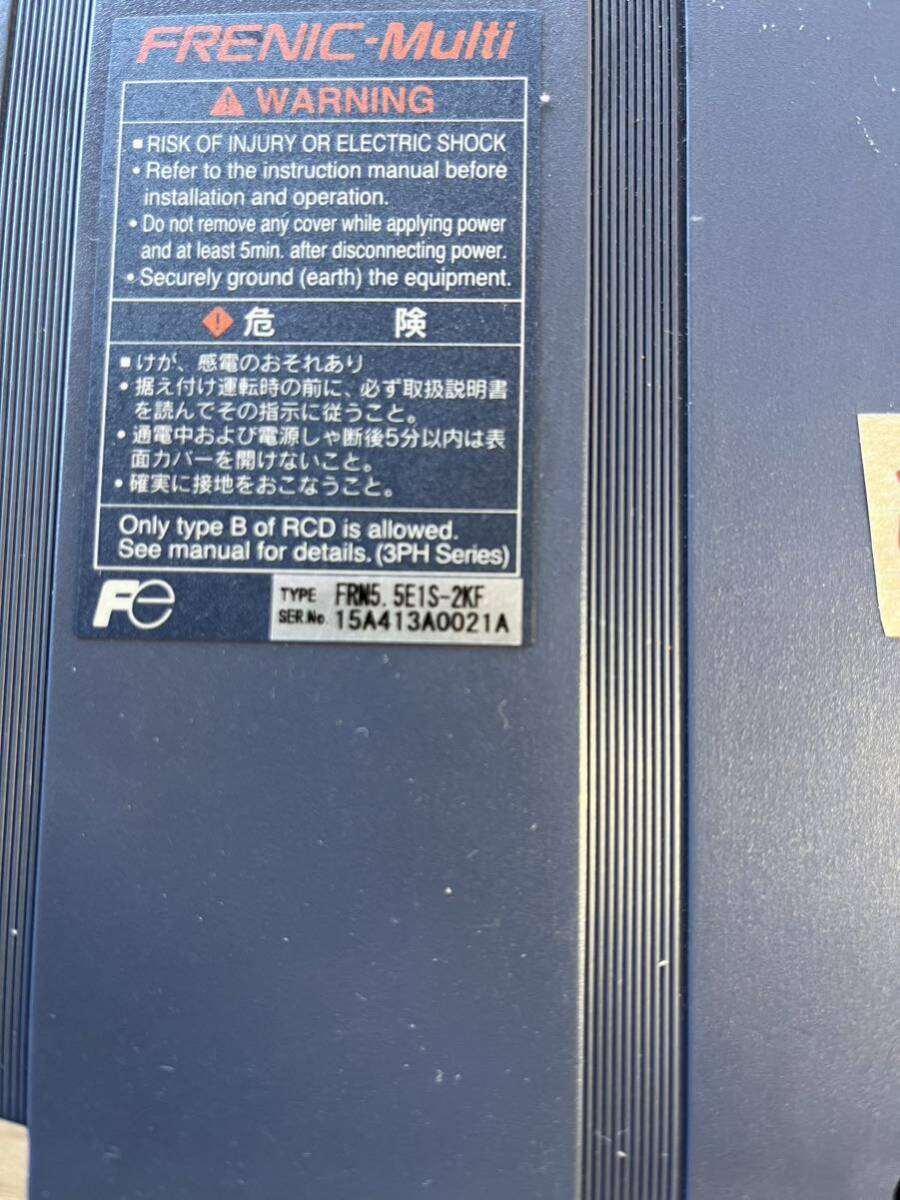 FRENIC-Multi
WARNING
■ RISK OF INJURY OR ELECTRIC SHOCK
• Refer to the instruction manual before
installation and operation.
• Do not remove any cover while applying power
and at least 5min. after disconnecting power.
• Securely ground (earth) the equipment.
危 険
■ けが、感電のおそれあり
• 据え付け運転時の前に、必ず取扱説明書
を読んでその指示に従うこと。
• 通電中および電源しゃ断後5分以内は表
面カバーを開けないこと。
• 確実に接地をおこなうこと。
Only type B of RCD is allowed.
See manual for details. (3PH Series)
Fe
TYPE FRN5.5E1S-2KF
SER.No. 15A413A0021A